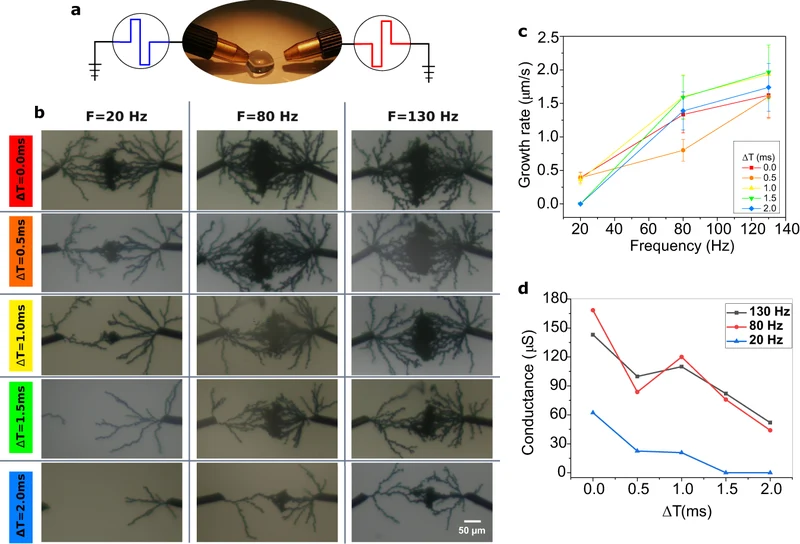 a
b
F=20 Hz
F=80 Hz
F=130 Hz
ΔT=0.0ms
ΔT=0.5ms
ΔT=1.0ms
ΔT=1.5ms
ΔT=2.0ms
50 µm
c
Growth rate (µm/s)
2.5
2.0
1.5
1.0
0.5
0.0
20
40
60
80
100
120
140
Frequency (Hz)
ΔT (ms)
0.0
0.5
1.0
1.5
2.0
d
Conductance (µS)
180
150
120
90
60
30
0
0.0
0.5
1.0
1.5
2.0
ΔT(ms)
130 Hz
80 Hz
20 Hz